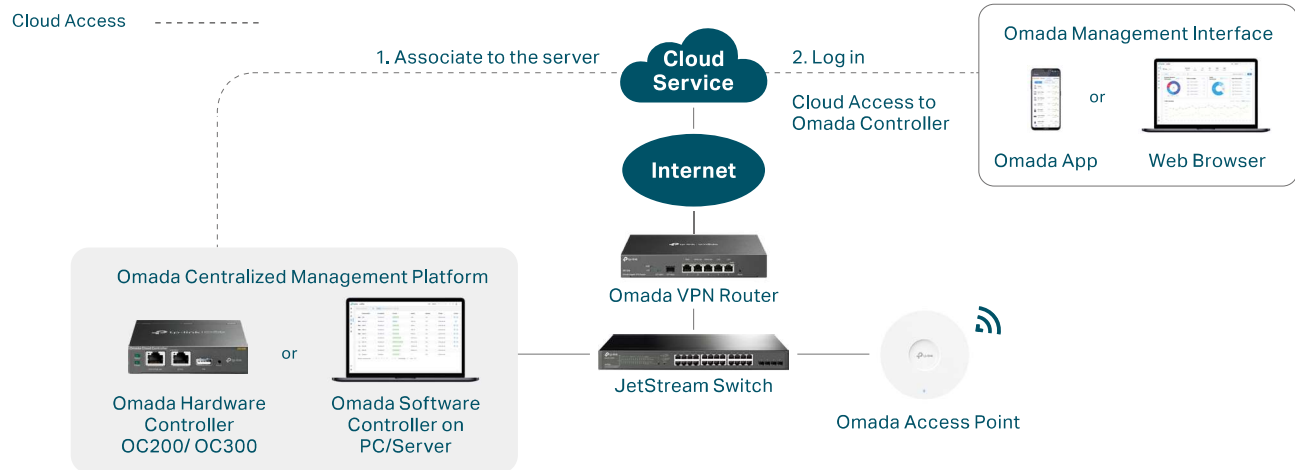 Cloud Access
1. Associate to the server
Cloud
Service
2. Log in
Cloud Access to
Omada Controller
Omada Management Interface
or
Omada App
Web Browser
Internet
Omada VPN Router
JetStream Switch
Omada Access Point
Omada Centralized Management Platform
or
Omada Hardware
Controller
OC200/ OC300
Omada Software
Controller on
PC/Server
tp-link